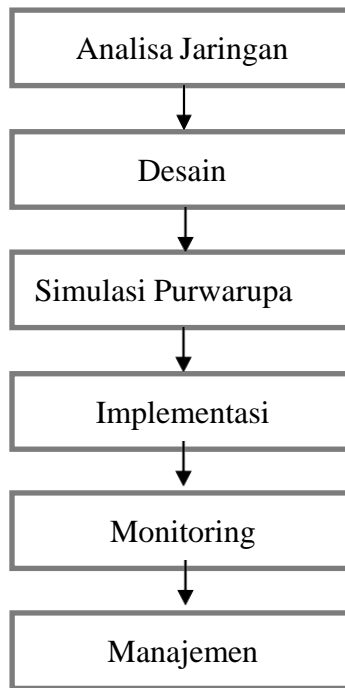 Analisa Jaringan
Desain
Simulasi Purwarupa
Implementasi
Monitoring
Manajemen